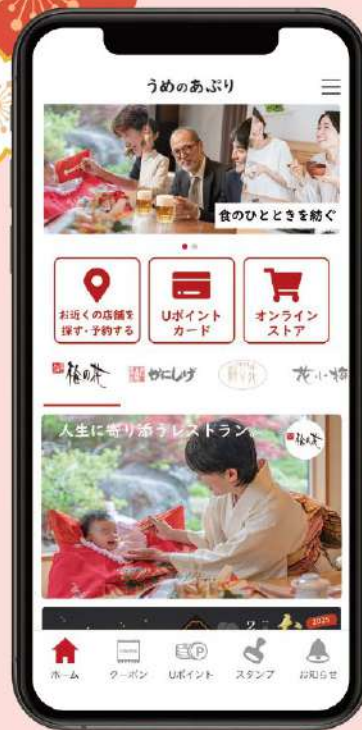 うめのあぷり
食のひとときを紡ぐ
お近くの店舗を
探す・予約する
Uポイント
カード
オンライン
ストア
梅の花
かにしげ
花小梅
人生に寄り添うレストラン。
梅の花
2025
ホーム
クーポン
Uポイント
スタンプ
お知らせ